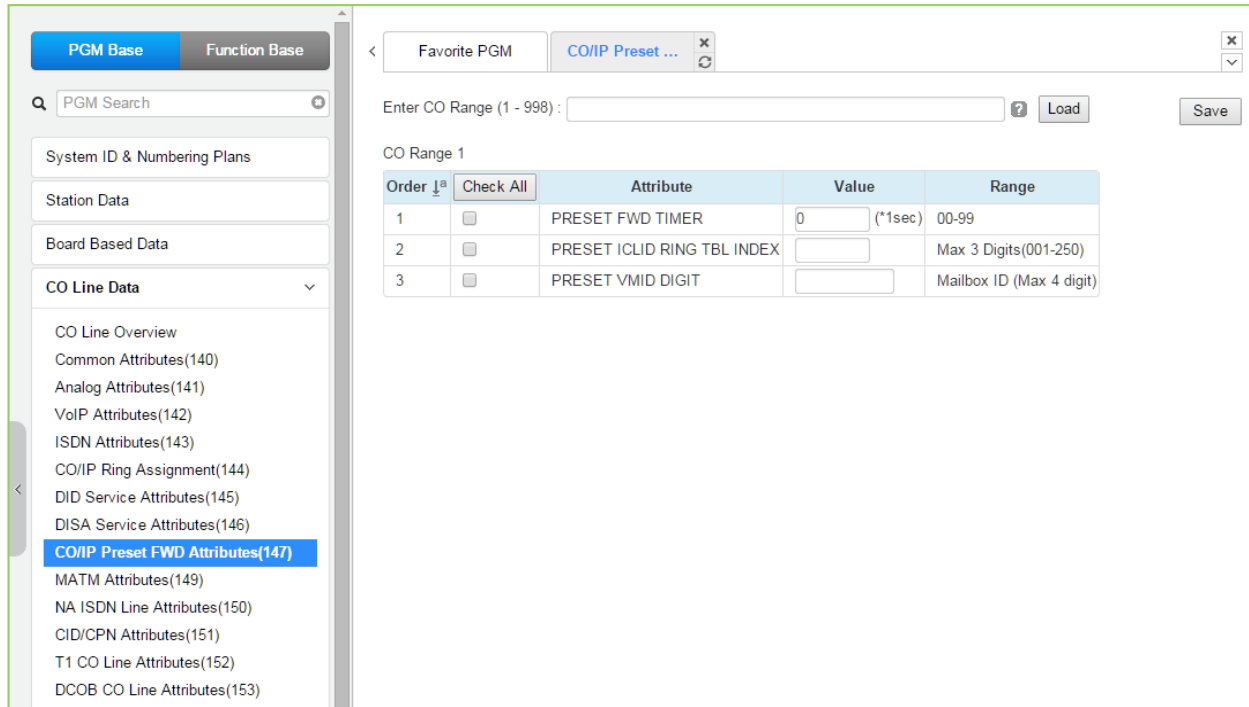 PGM Base Function Base
PGM Search
System ID & Numbering Plans
Station Data
Board Based Data
CO Line Data
CO Line Overview
Common Attributes(140)
Analog Attributes(141)
VoIP Attributes(142)
ISDN Attributes(143)
CO/IP Ring Assignment(144)
DID Service Attributes(145)
DISA Service Attributes(146)
CO/IP Preset FWD Attributes(147)
MATM Attributes(149)
NA ISDN Line Attributes(150)
CID/CPN Attributes(151)
T1 CO Line Attributes(152)
DCOB CO Line Attributes(153)
Favorite PGM CO/IP Preset ...
Enter CO Range (1 - 998) : Load Save
CO Range 1
Order Check All Attribute Value Range
1 PRESET FWD TIMER 0 (*1sec) 00-99
2 PRESET ICLID RING TBL INDEX Max 3 Digits(001-250)
3 PRESET VMID DIGIT Mailbox ID (Max 4 digit)